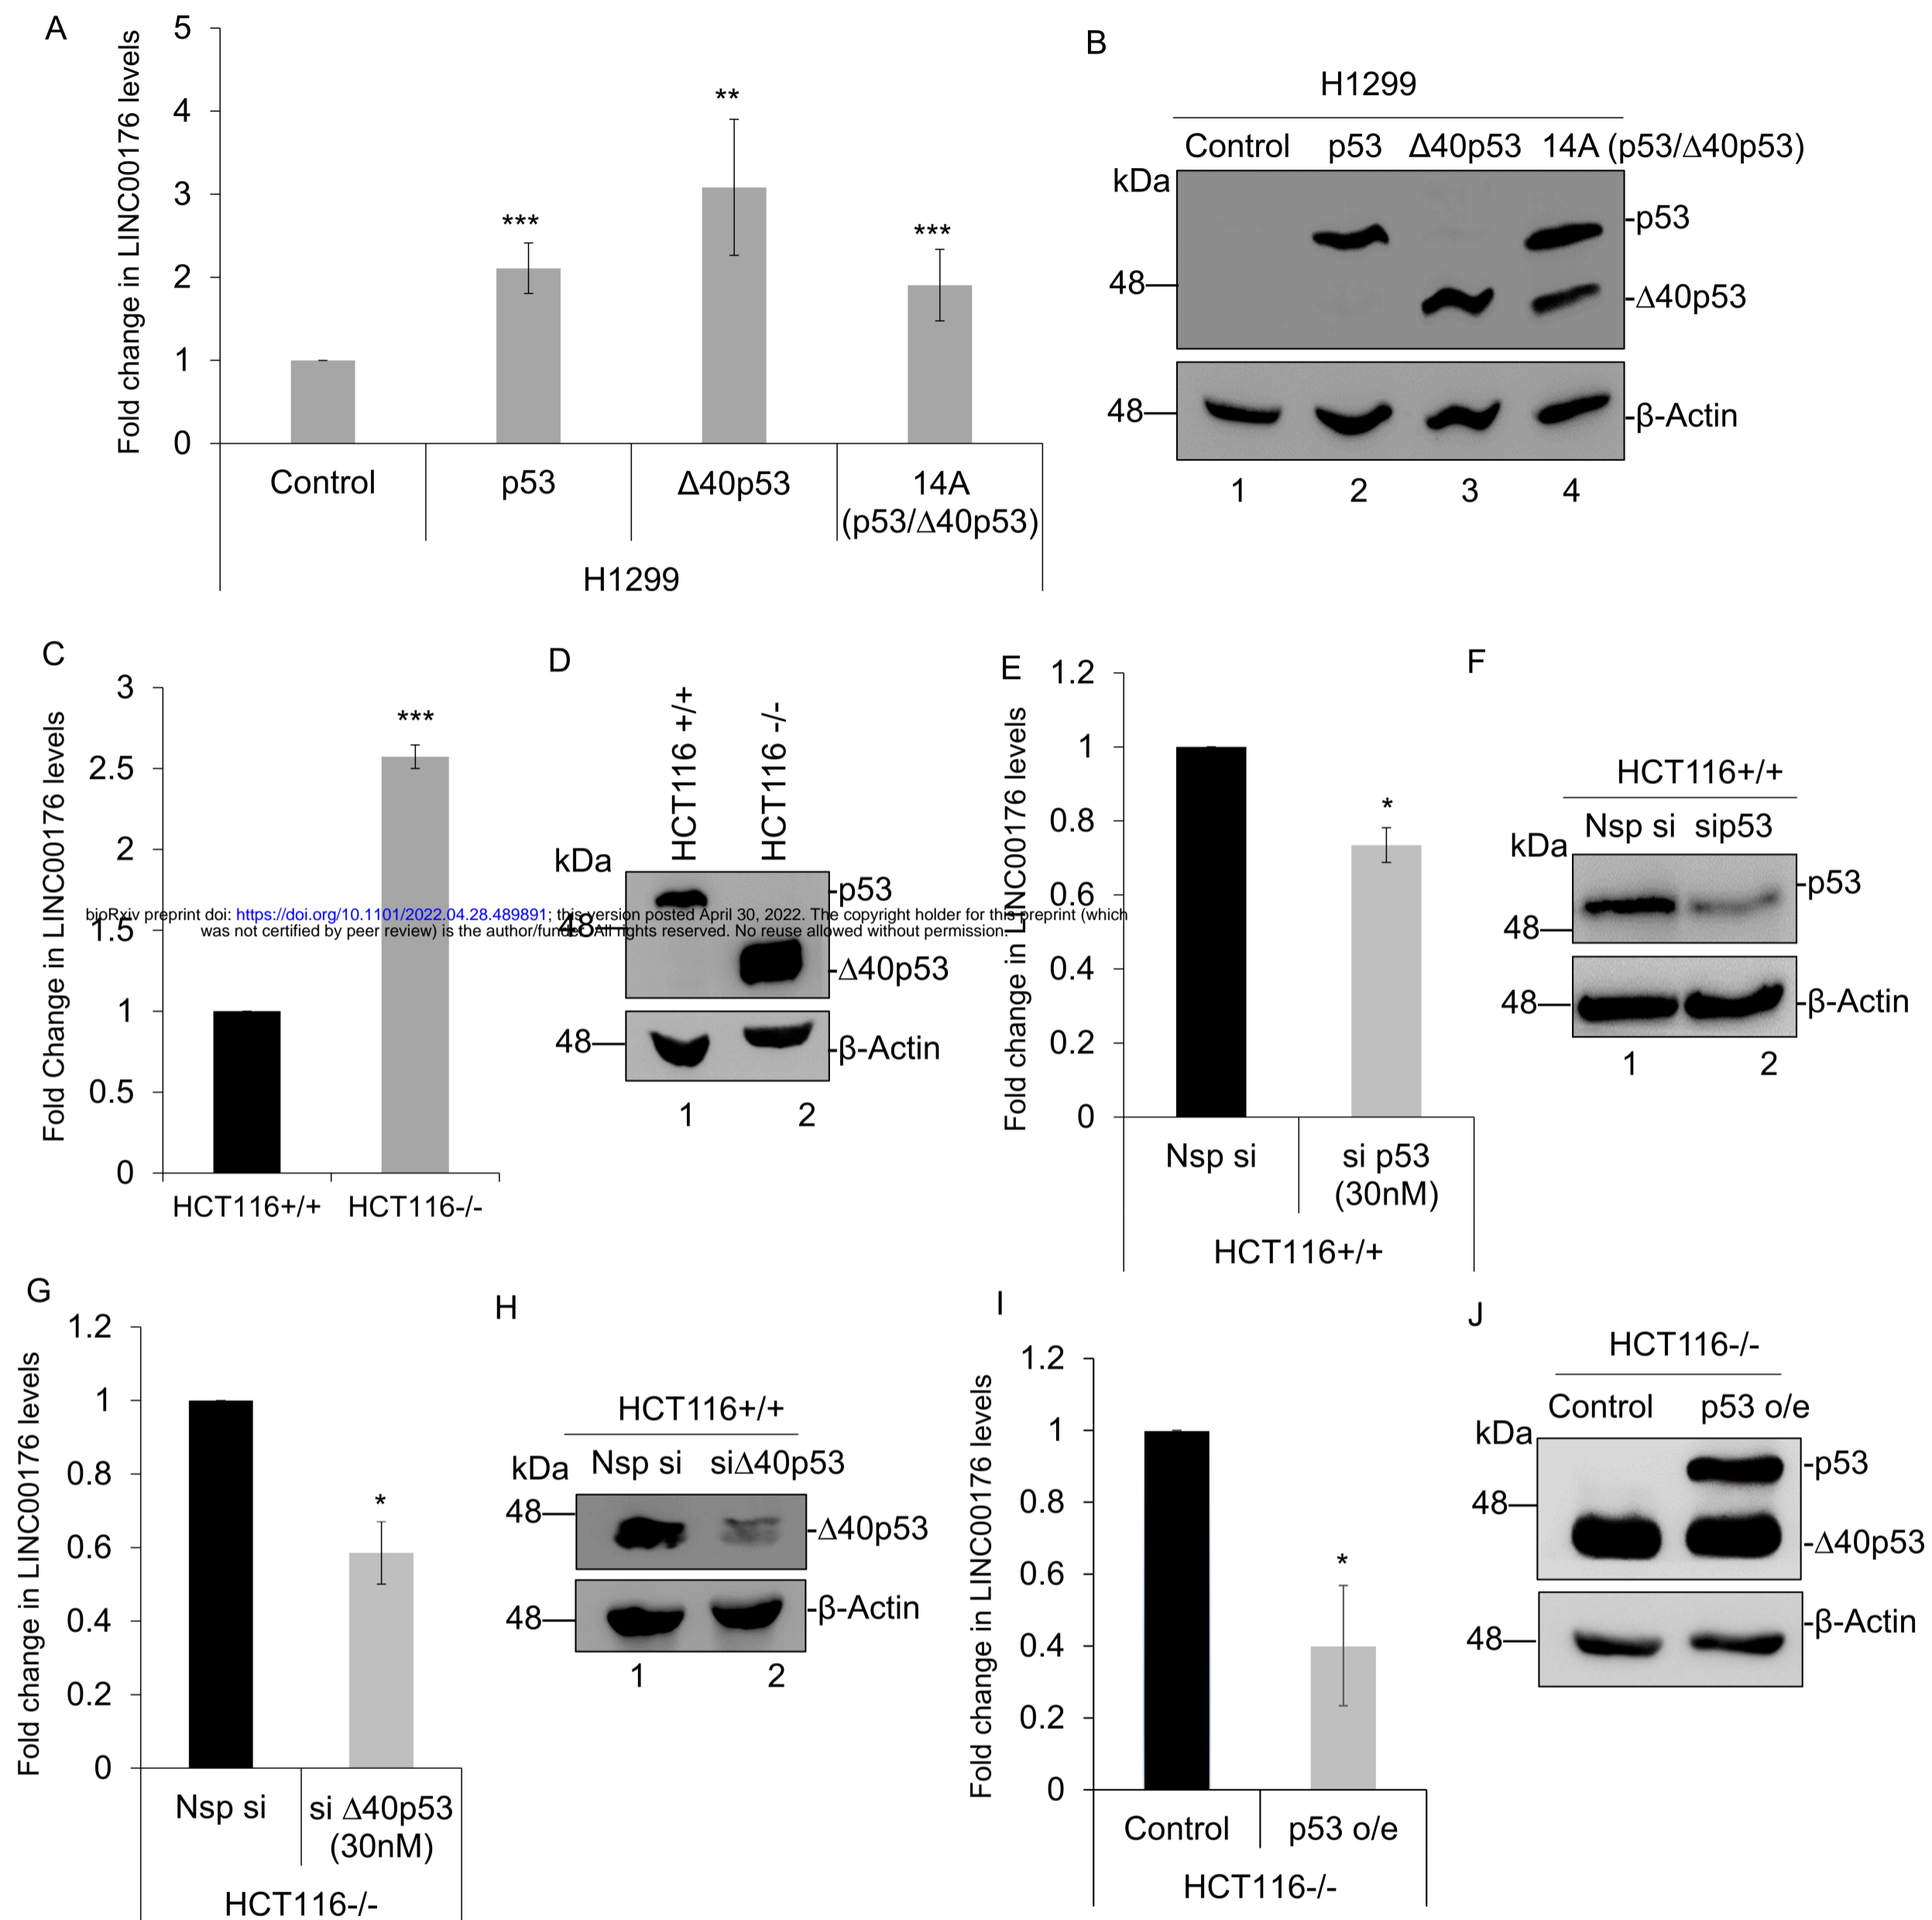 A
Fold change in LINC00176 levels
5
4
3
2
1
0
**
***
***
Control
p53
Δ40p53
14A
(p53/Δ40p53)
H1299
B
H1299
Control p53 Δ40p53 14A (p53/Δ40p53)
kDa
-p53
48
-Δ40p53
48
-β-Actin
1 2 3 4
C
Fold Change in LINC00176 levels
3
2.5
2
1.5
1
0.5
0
***
HCT116+/+ HCT116-/-
D
HCT116 +/+
HCT116 -/-
kDa
-p53
48
-Δ40p53
48
-β-Actin
1 2
bioRxiv preprint doi: https://doi.org/10.1101/2022.04.28.489891; this version posted April 30, 2022. The copyright holder for this preprint (which
was not certified by peer review) is the author/funder. All rights reserved. No reuse allowed without permission.
E
Fold change in LINC00176 levels
1.2
1
0.8
0.6
0.4
0.2
0
*
Nsp si
si p53
(30nM)
HCT116+/+
F
HCT116+/+
Nsp si sip53
kDa
-p53
48
48
-β-Actin
1 2
G
Fold change in LINC00176 levels
1.2
1
0.8
0.6
0.4
0.2
0
*
Nsp si
si Δ40p53
(30nM)
HCT116-/-
H
HCT116+/+
Nsp si siΔ40p53
kDa
48
-Δ40p53
48
-β-Actin
1 2
I
Fold change in LINC00176 levels
1.2
1
0.8
0.6
0.4
0.2
0
*
Control p53 o/e
HCT116-/-
J
HCT116-/-
Control p53 o/e
kDa
-p53
48
-Δ40p53
48
-β-Actin